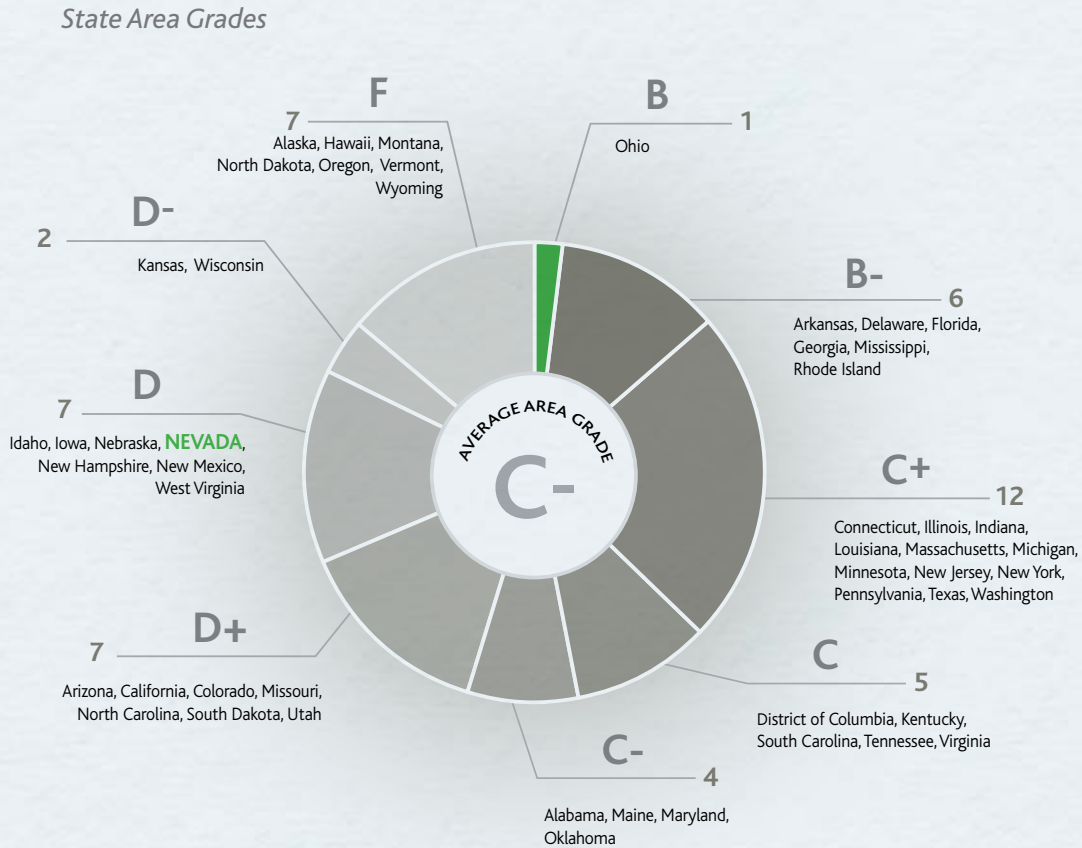 State Area Grades
F
7
Alaska, Hawaii, Montana,
North Dakota, Oregon, Vermont,
Wyoming
B
1
Ohio
D-
2
Kansas, Wisconsin
B-
6
Arkansas, Delaware, Florida,
Georgia, Mississippi,
Rhode Island
D
7
Idaho, Iowa, Nebraska, NEVADA,
New Hampshire, New Mexico,
West Virginia
AVERAGE AREA GRADE
C-
C+
12
Connecticut, Illinois, Indiana,
Louisiana, Massachusetts, Michigan,
Minnesota, New Jersey, New York,
Pennsylvania, Texas, Washington
D+
7
Arizona, California, Colorado, Missouri,
North Carolina, South Dakota, Utah
C
5
District of Columbia, Kentucky,
South Carolina, Tennessee, Virginia
C-
4
Alabama, Maine, Maryland,
Oklahoma